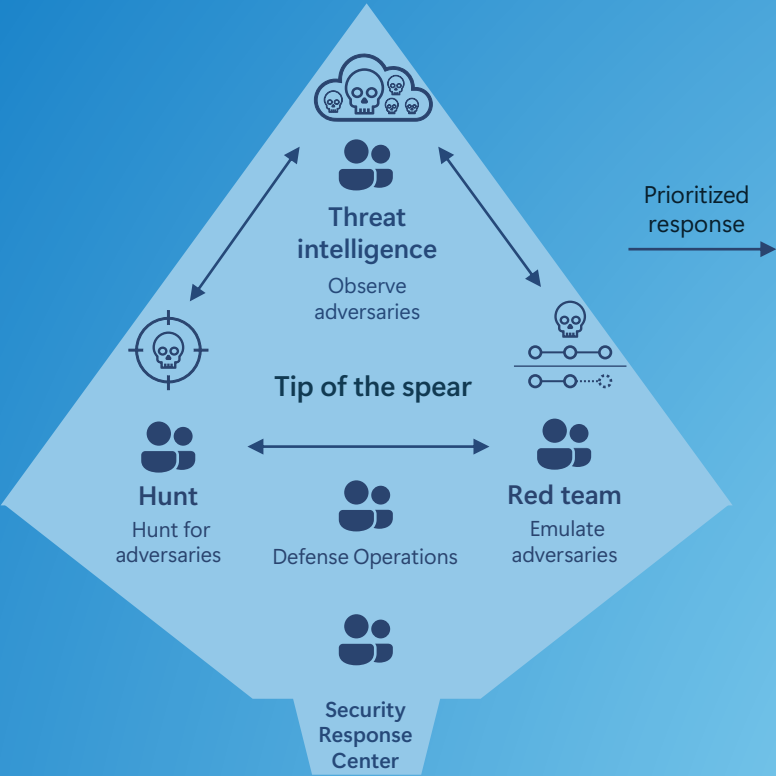 Prioritized
response
Threat
intelligence
Observe
adversaries
Tip of the spear
Hunt
Hunt for
adversaries
Red team
Emulate
adversaries
Defense Operations
Security
Response
Center